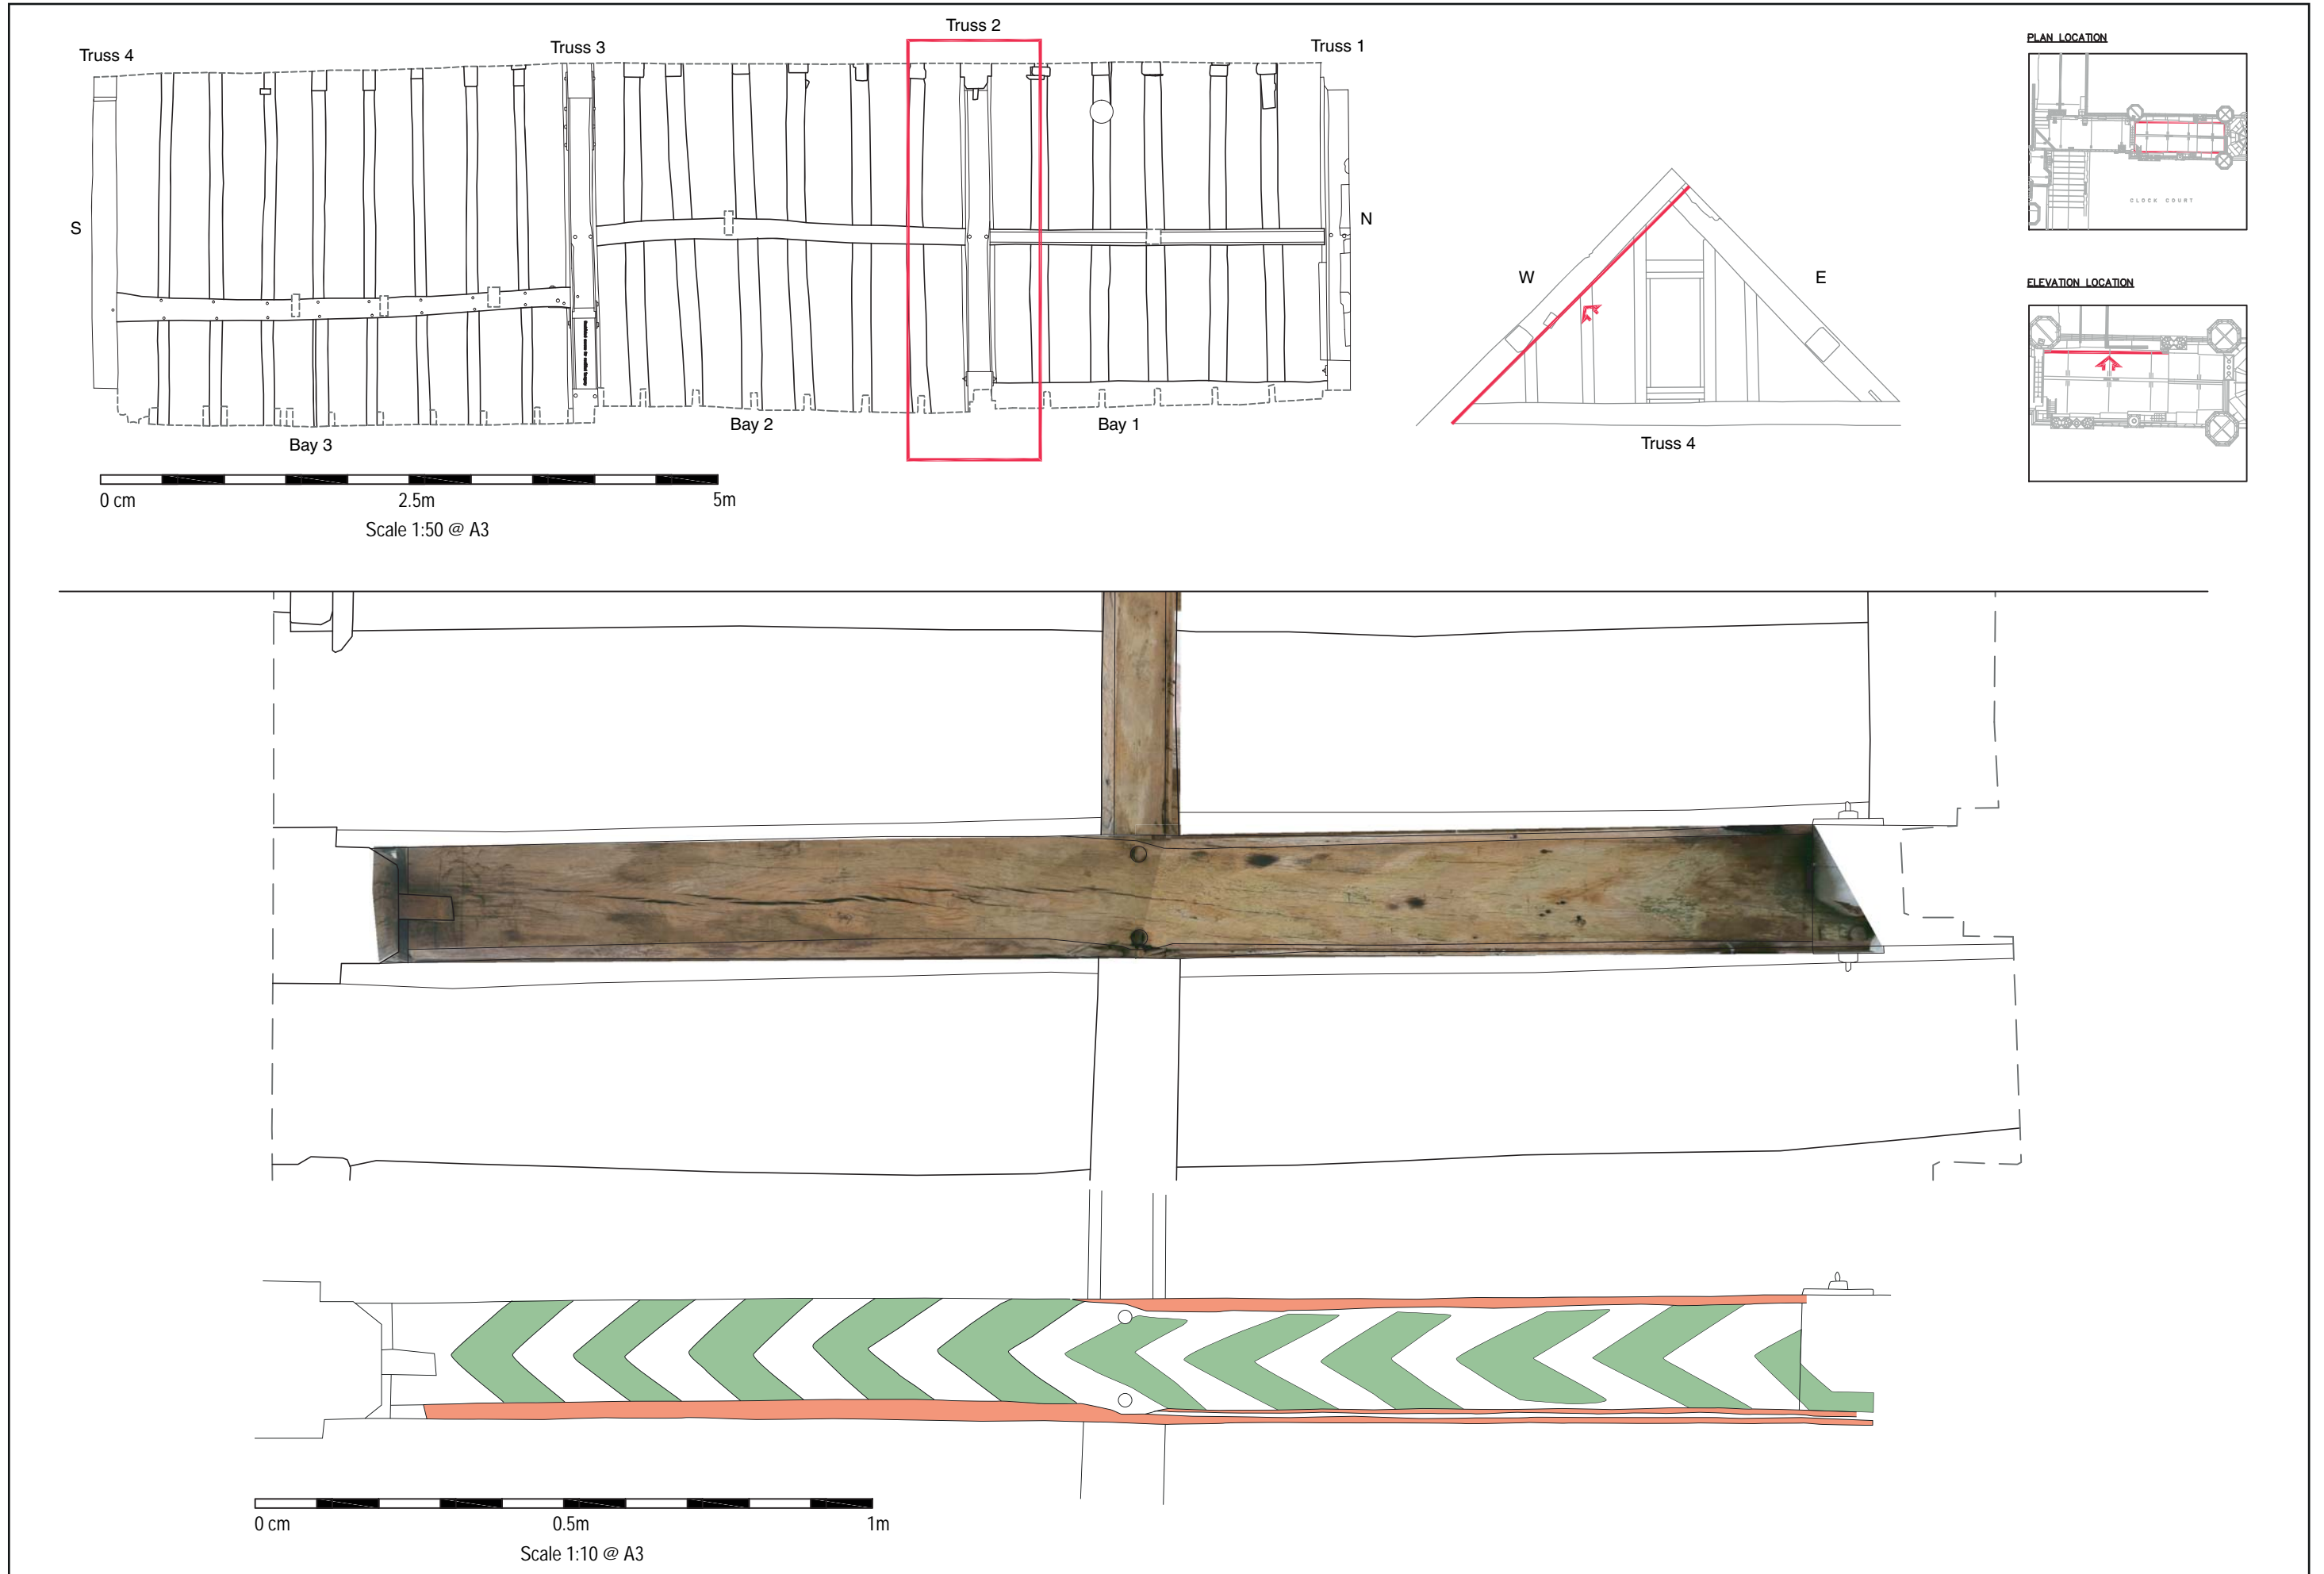 Truss 4
Truss 3
Truss 2
Truss 1
S
N
Bay 3
Bay 2
Bay 1
0 cm
2.5m
5m
Scale 1:50 @ A3
W
E
Truss 4
PLAN LOCATION
CLOCK COURT
ELEVATION LOCATION
0 cm
0.5m
1m
Scale 1:10 @ A3